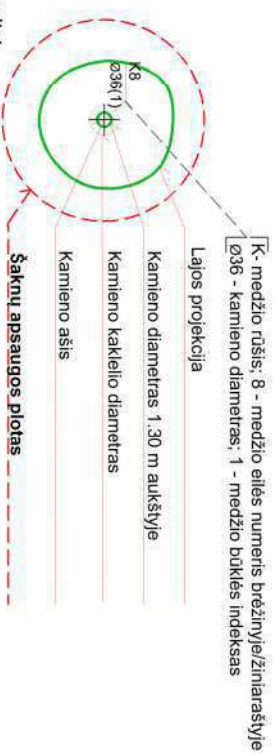 K- medžio rūšis; 8 - medžio eilės numeris brėžinyje/žiniaraštyje
ø36 - kamieno diametras; 1 - medžio būklės indeksas
K8
ø36(1)
Lajos projekcija
Kamieno diametras 1.30 m aukštyje
Kamieno kaklelio diametras
Kamieno ašis
Šaknų apsaugos plotas